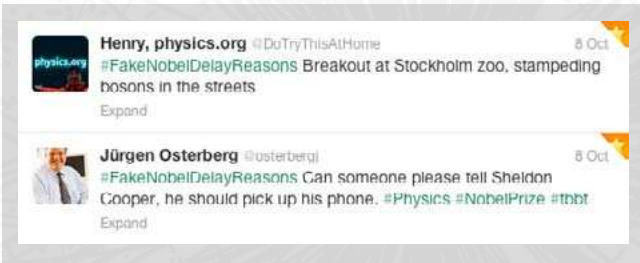 physics.org
Henry, physics.org @DoTryThisAtHome 8 Oct
#FakeNobelDelayReasons Breakout at Stockholm zoo, stampeding
bosons in the streets
Expand
Jürgen Osterberg @osterbergj 8 Oct
#FakeNobelDelayReasons Can someone please tell Sheldon
Cooper, he should pick up his phone. #Physics #NobelPrize #tbbt
Expand